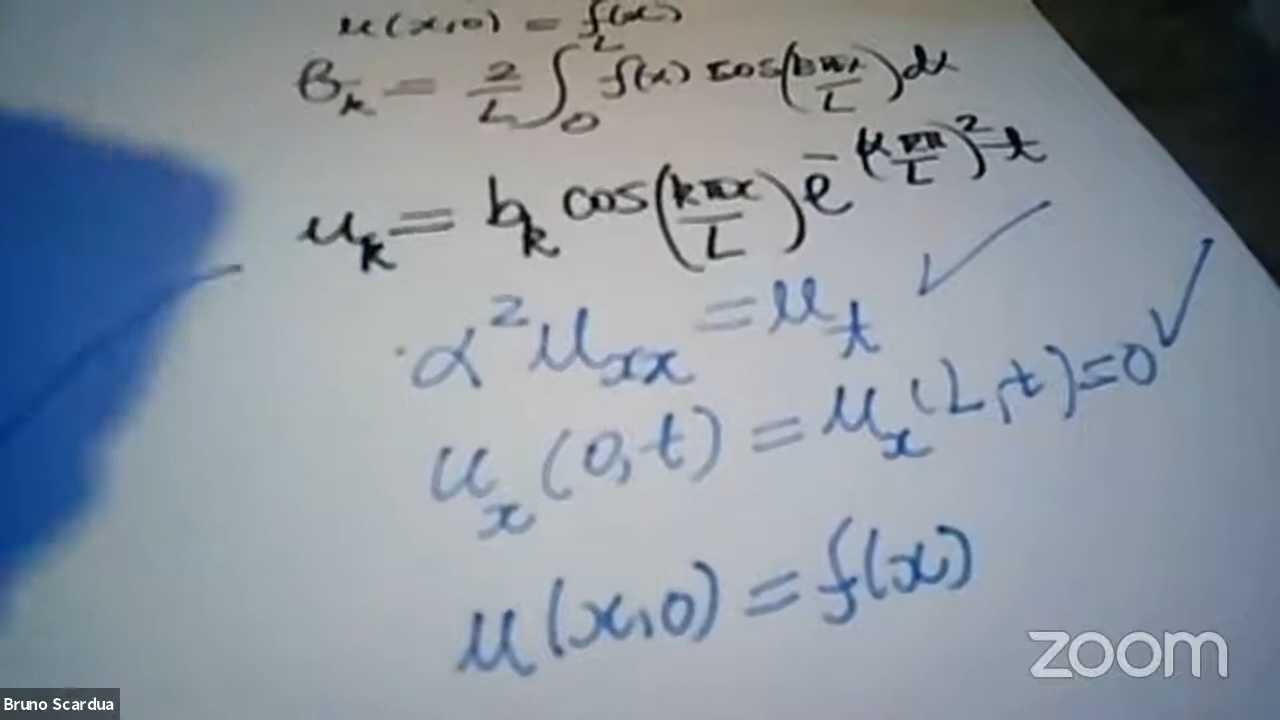 u(x,0) = f(x)
B_k = 2/L ∫_0^L f(x) cos(kπx/L) dx
u_k = b_k cos(kπx/L) e^-(α kπ/L)^2 t
α^2 u_xx = u_t ✓
u_x(0,t) = u_x(L,t) = 0 ✓
u(x,0) = f(x)
zoom
Bruno Scardua